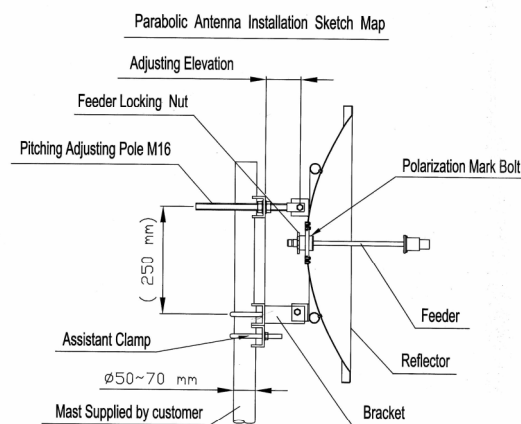 Parabolic Antenna Installation Sketch Map
Adjusting Elevation
Feeder Locking Nut
Pitching Adjusting Pole M16
Polarization Mark Bolt
( 250 mm)
Feeder
Assistant Clamp
Reflector
Ø50~70 mm
Mast Supplied by customer
Bracket